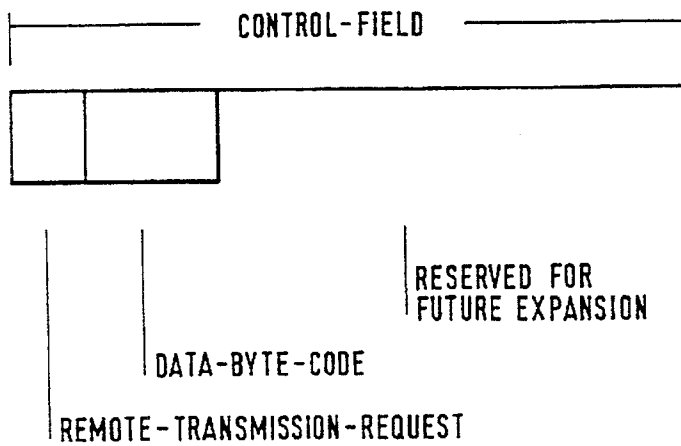 CONTROL-FIELD
RESERVED FOR
FUTURE EXPANSION
DATA-BYTE-CODE
REMOTE-TRANSMISSION-REQUEST